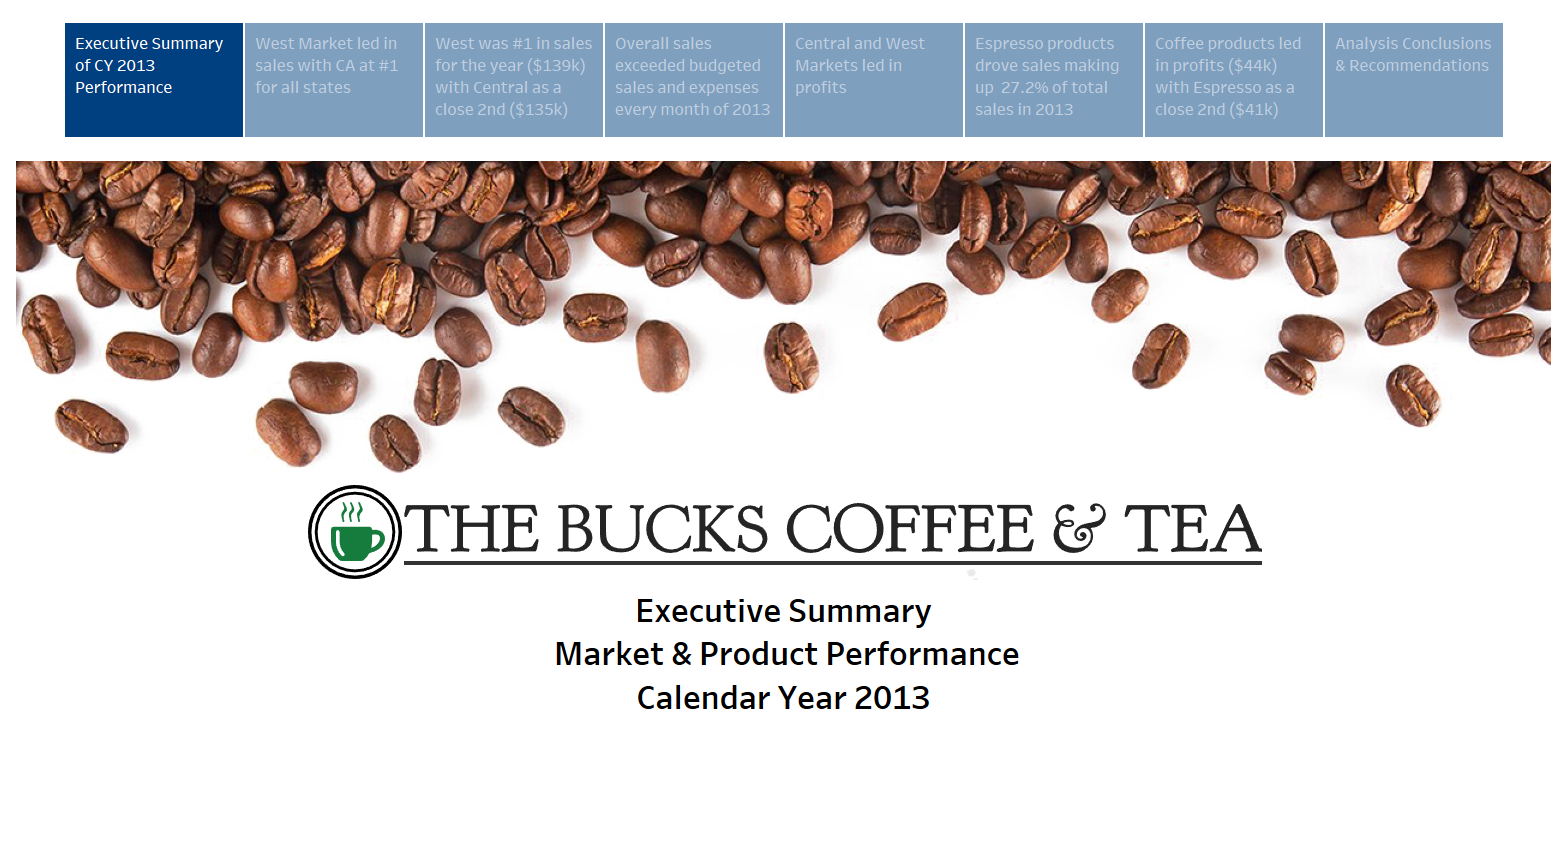 Executive Summary
of CY 2013
Performance
West Market led in
sales with CA at #1
for all states
West was #1 in sales
for the year ($139k)
with Central as a
close 2nd ($135k)
Overall sales
exceeded budgeted
sales and expenses
every month of 2013
Central and West
Markets led in
profits
Espresso products
drove sales making
up  27.2% of total
sales in 2013
Coffee products led
in profits ($44k)
with Espresso as a
close 2nd ($41k)
Analysis Conclusions
& Recommendations
THE BUCKS COFFEE & TEA
Executive Summary
Market & Product Performance
Calendar Year 2013